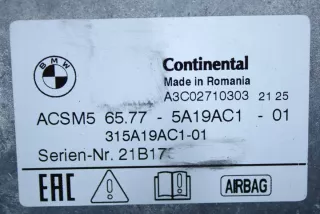 BMW
Continental
Made in Romania
A3C02710303 21 25
ACSM5 65.77 - 5A19AC1 - 01
315A19AC1-01
Serien-Nr. 21B17
EAC
AIRBAG